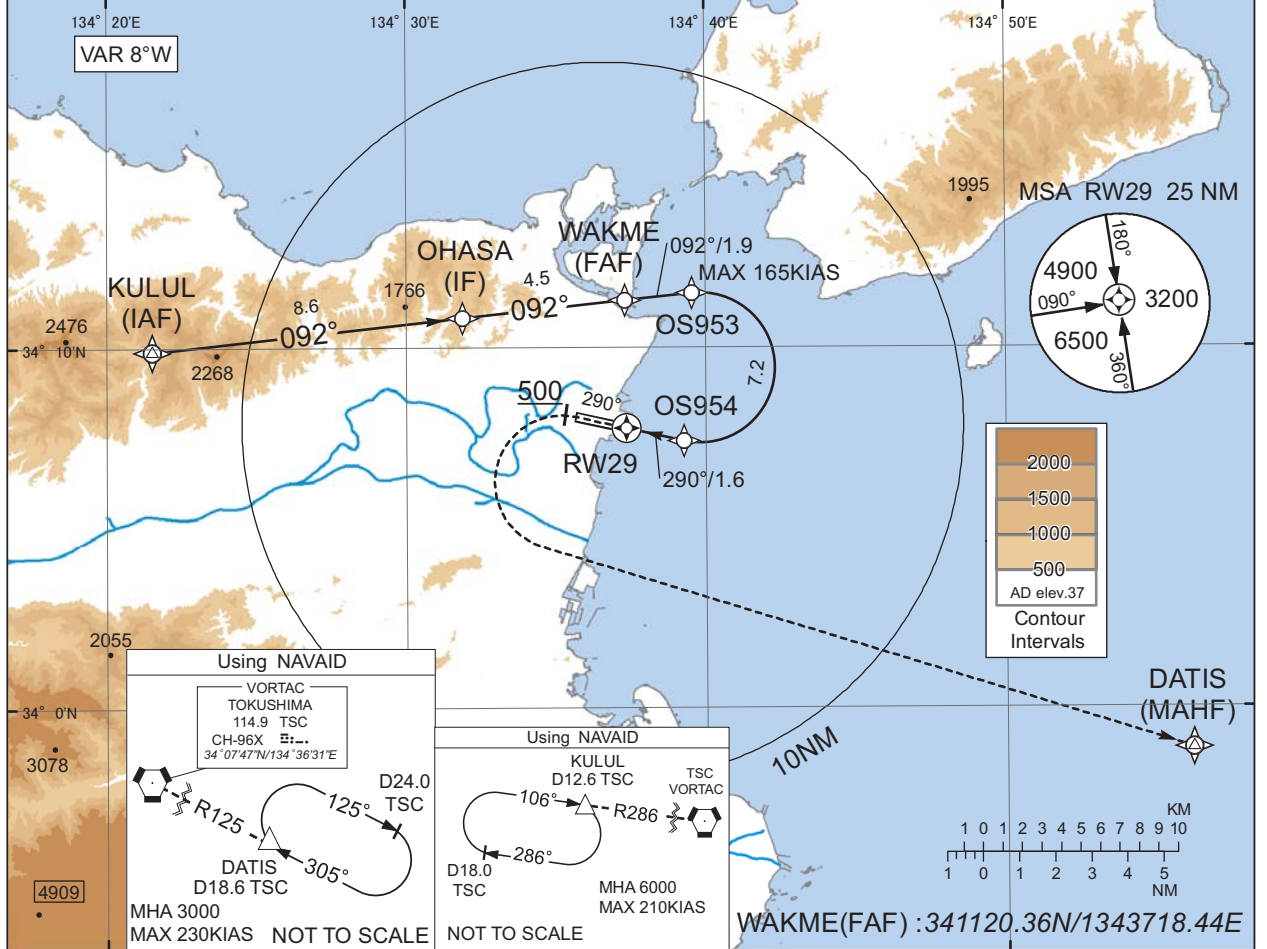 134° 20'E
134° 30'E
134° 40'E
134° 50'E
VAR 8°W
1995
MSA RW29 25 NM
180°
4900
090°
3200
6500
360°
WAKME
(FAF)
092°/1.9
MAX 165KIAS
OHASA
(IF)
4.5
092°
KULUL
(IAF)
8.6
1766
092°
OS953
2476
34° 10'N
2268
7.2
500
290°
OS954
RW29
290°/1.6
2000
1500
1000
500
AD elev.37
Contour
Intervals
2055
34° 0'N
3078
4909
DATIS
(MAHF)
10NM
Using NAVAID
VORTAC
TOKUSHIMA
114.9 TSC
CH-96X
34°07'47"N/134°36'31"E
D24.0
TSC
R125
125°
305°
DATIS
D18.6 TSC
MHA 3000
MAX 230KIAS
NOT TO SCALE
Using NAVAID
KULUL
D12.6 TSC
TSC
VORTAC
106°
R286
286°
D18.0
TSC
MHA 6000
MAX 210KIAS
NOT TO SCALE
KM
1 0 1 2 3 4 5 6 7 8 9 10
1 0 1 2 3 4 5
NM
WAKME(FAF) : 341120.36N/1343718.44E